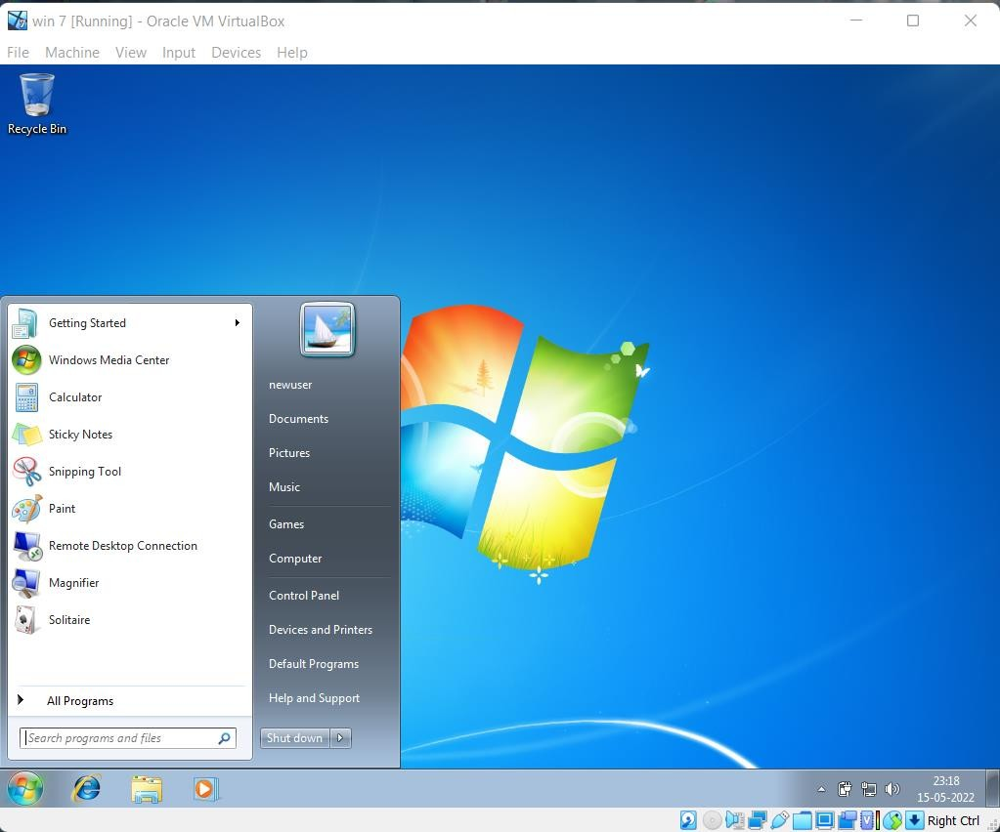 win 7 [Running] - Oracle VM VirtualBox
File Machine View Input Devices Help
Recycle Bin
Getting Started
Windows Media Center
Calculator
Sticky Notes
Snipping Tool
Paint
Remote Desktop Connection
Magnifier
Solitaire
All Programs
Search programs and files
newuser
Documents
Pictures
Music
Games
Computer
Control Panel
Devices and Printers
Default Programs
Help and Support
Shut down
23:18
15-05-2022
Right Ctrl